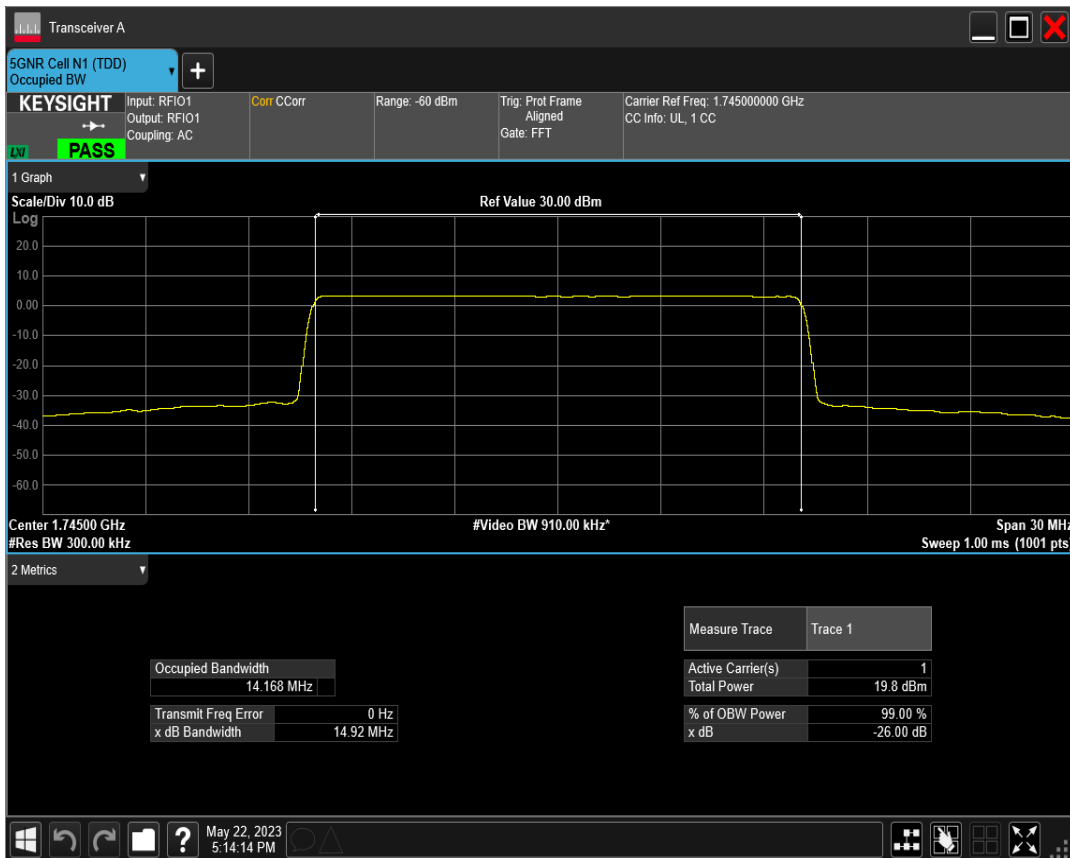 Transceiver A
5GNR Cell N1 (TDD)
Occupied BW
+
KEYSIGHT
LXI
PASS
Input: RFIO1
Output: RFIO1
Coupling: AC
Corr CCorr
Range: -60 dBm
Trig: Prot Frame
Aligned
Gate: FFT
Carrier Ref Freq: 1.745000000 GHz
CC Info: UL, 1 CC
1 Graph
Scale/Div 10.0 dB
Ref Value 30.00 dBm
Log
20.0
10.0
0.00
-10.0
-20.0
-30.0
-40.0
-50.0
-60.0
Center 1.74500 GHz
#Video BW 910.00 kHz*
Span 30 MHz
#Res BW 300.00 kHz
Sweep 1.00 ms (1001 pts)
2 Metrics
Measure Trace Trace 1
Occupied Bandwidth
14.168 MHz
Active Carrier(s) 1
Total Power 19.8 dBm
Transmit Freq Error 0 Hz
x dB Bandwidth 14.92 MHz
% of OBW Power 99.00 %
x dB -26.00 dB
?
May 22, 2023
5:14:14 PM